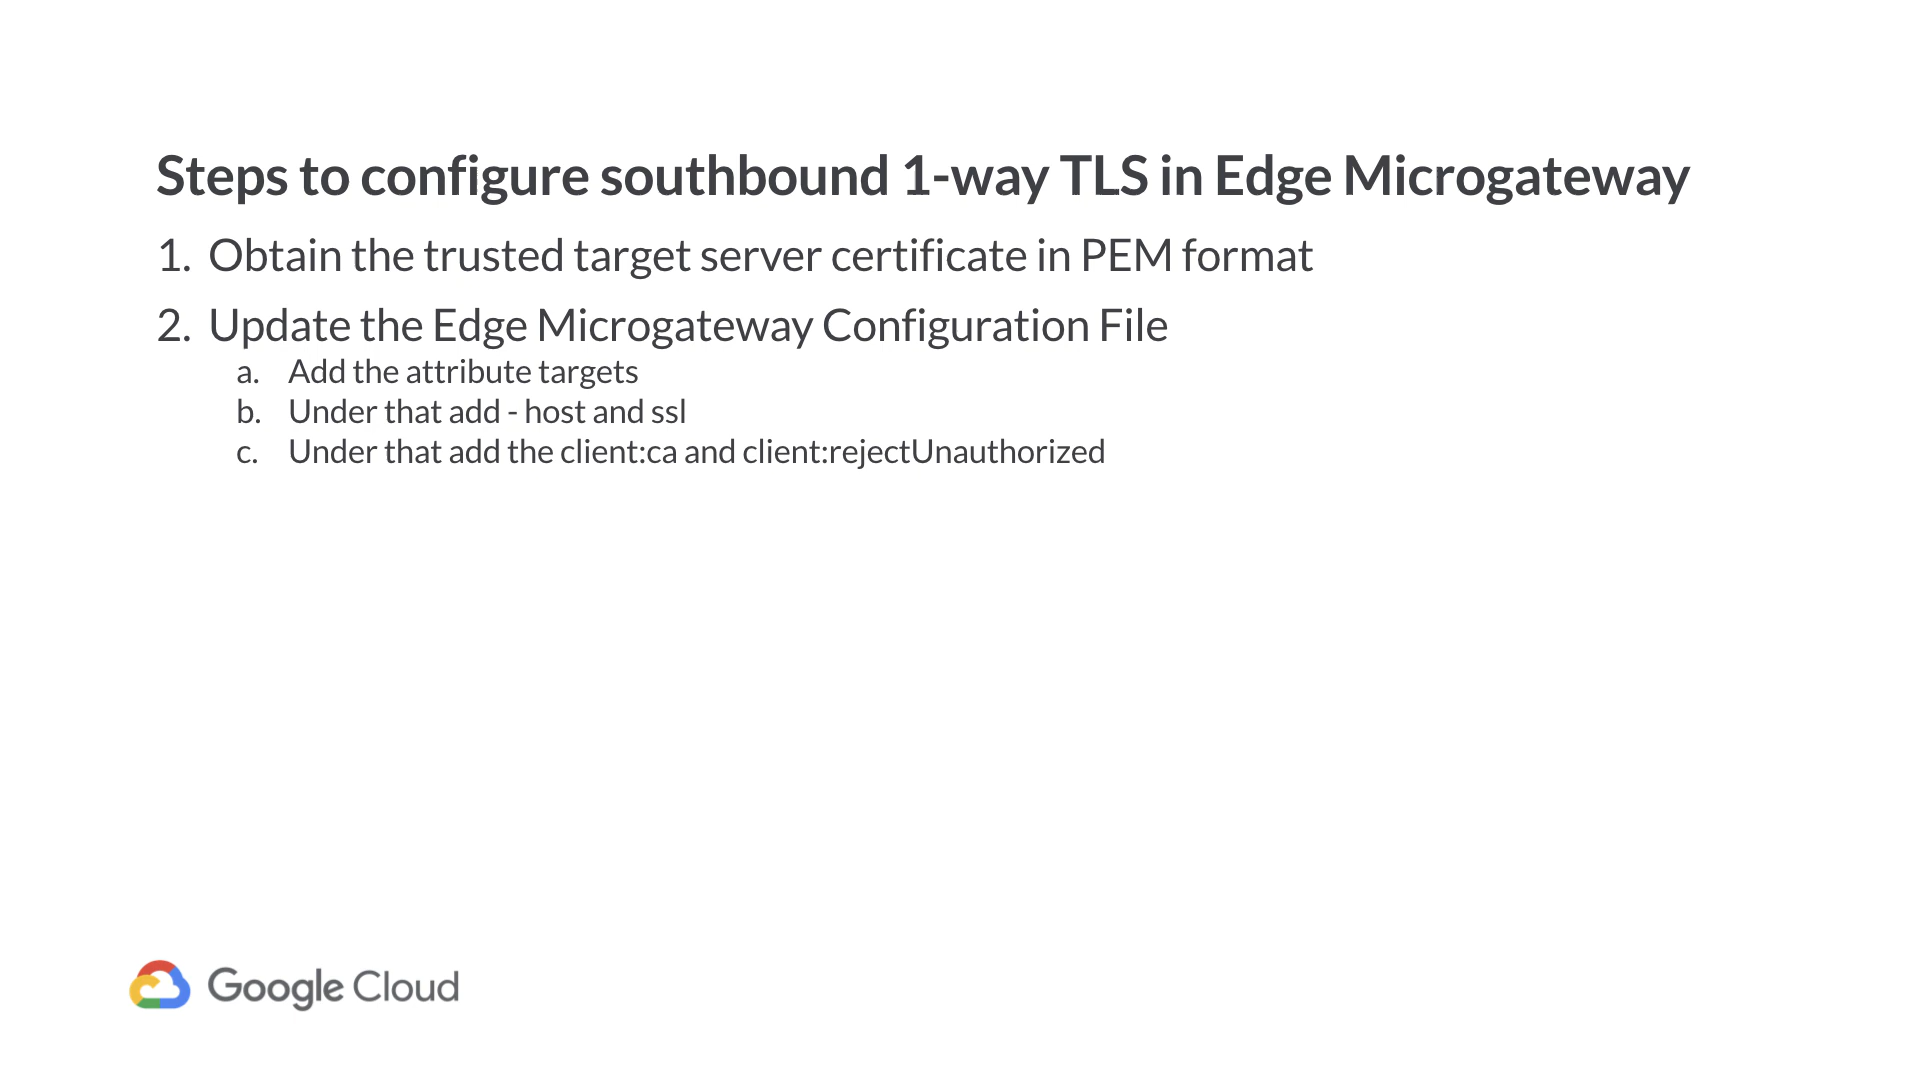 Steps to configure southbound 1-way TLS in Edge Microgateway
1. Obtain the trusted target server certificate in PEM format
2. Update the Edge Microgateway Configuration File
a. Add the attribute targets
b. Under that add - host and ssl
c. Under that add the client:ca and client:rejectUnauthorized
Google Cloud